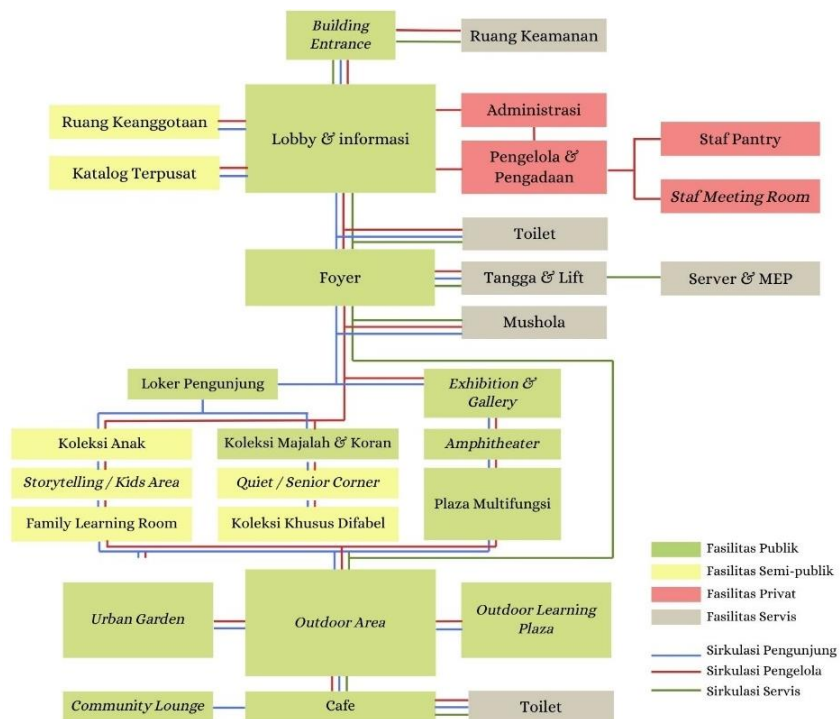 Building
Entrance
Ruang Keamanan
Ruang Keanggotaan
Katalog Terpusat
Lobby & informasi
Administrasi
Pengelola &
Pengadaan
Staf Pantry
Staf Meeting Room
Toilet
Foyer
Tangga & Lift
Server & MEP
Mushola
Loker Pengunjung
Exhibition &
Gallery
Koleksi Anak
Koleksi Majalah & Koran
Amphitheater
Storytelling / Kids Area
Quiet / Senior Corner
Plaza Multifungsi
Family Learning Room
Koleksi Khusus Difabel
Urban Garden
Outdoor Area
Outdoor Learning
Plaza
Community Lounge
Cafe
Toilet
Fasilitas Publik
Fasilitas Semi-publik
Fasilitas Privat
Fasilitas Servis
Sirkulasi Pengunjung
Sirkulasi Pengelola
Sirkulasi Servis